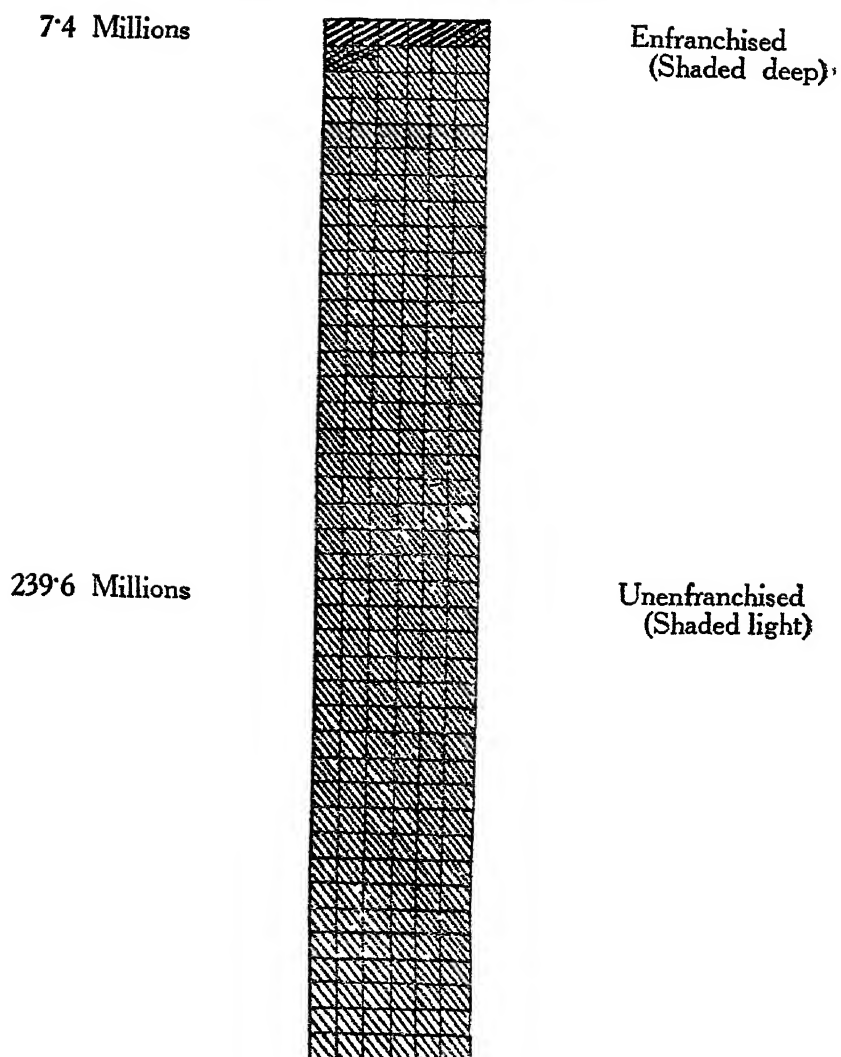 7·4 Millions
Enfranchised
(Shaded deep)
239·6 Millions
Unenfranchised
(Shaded light)